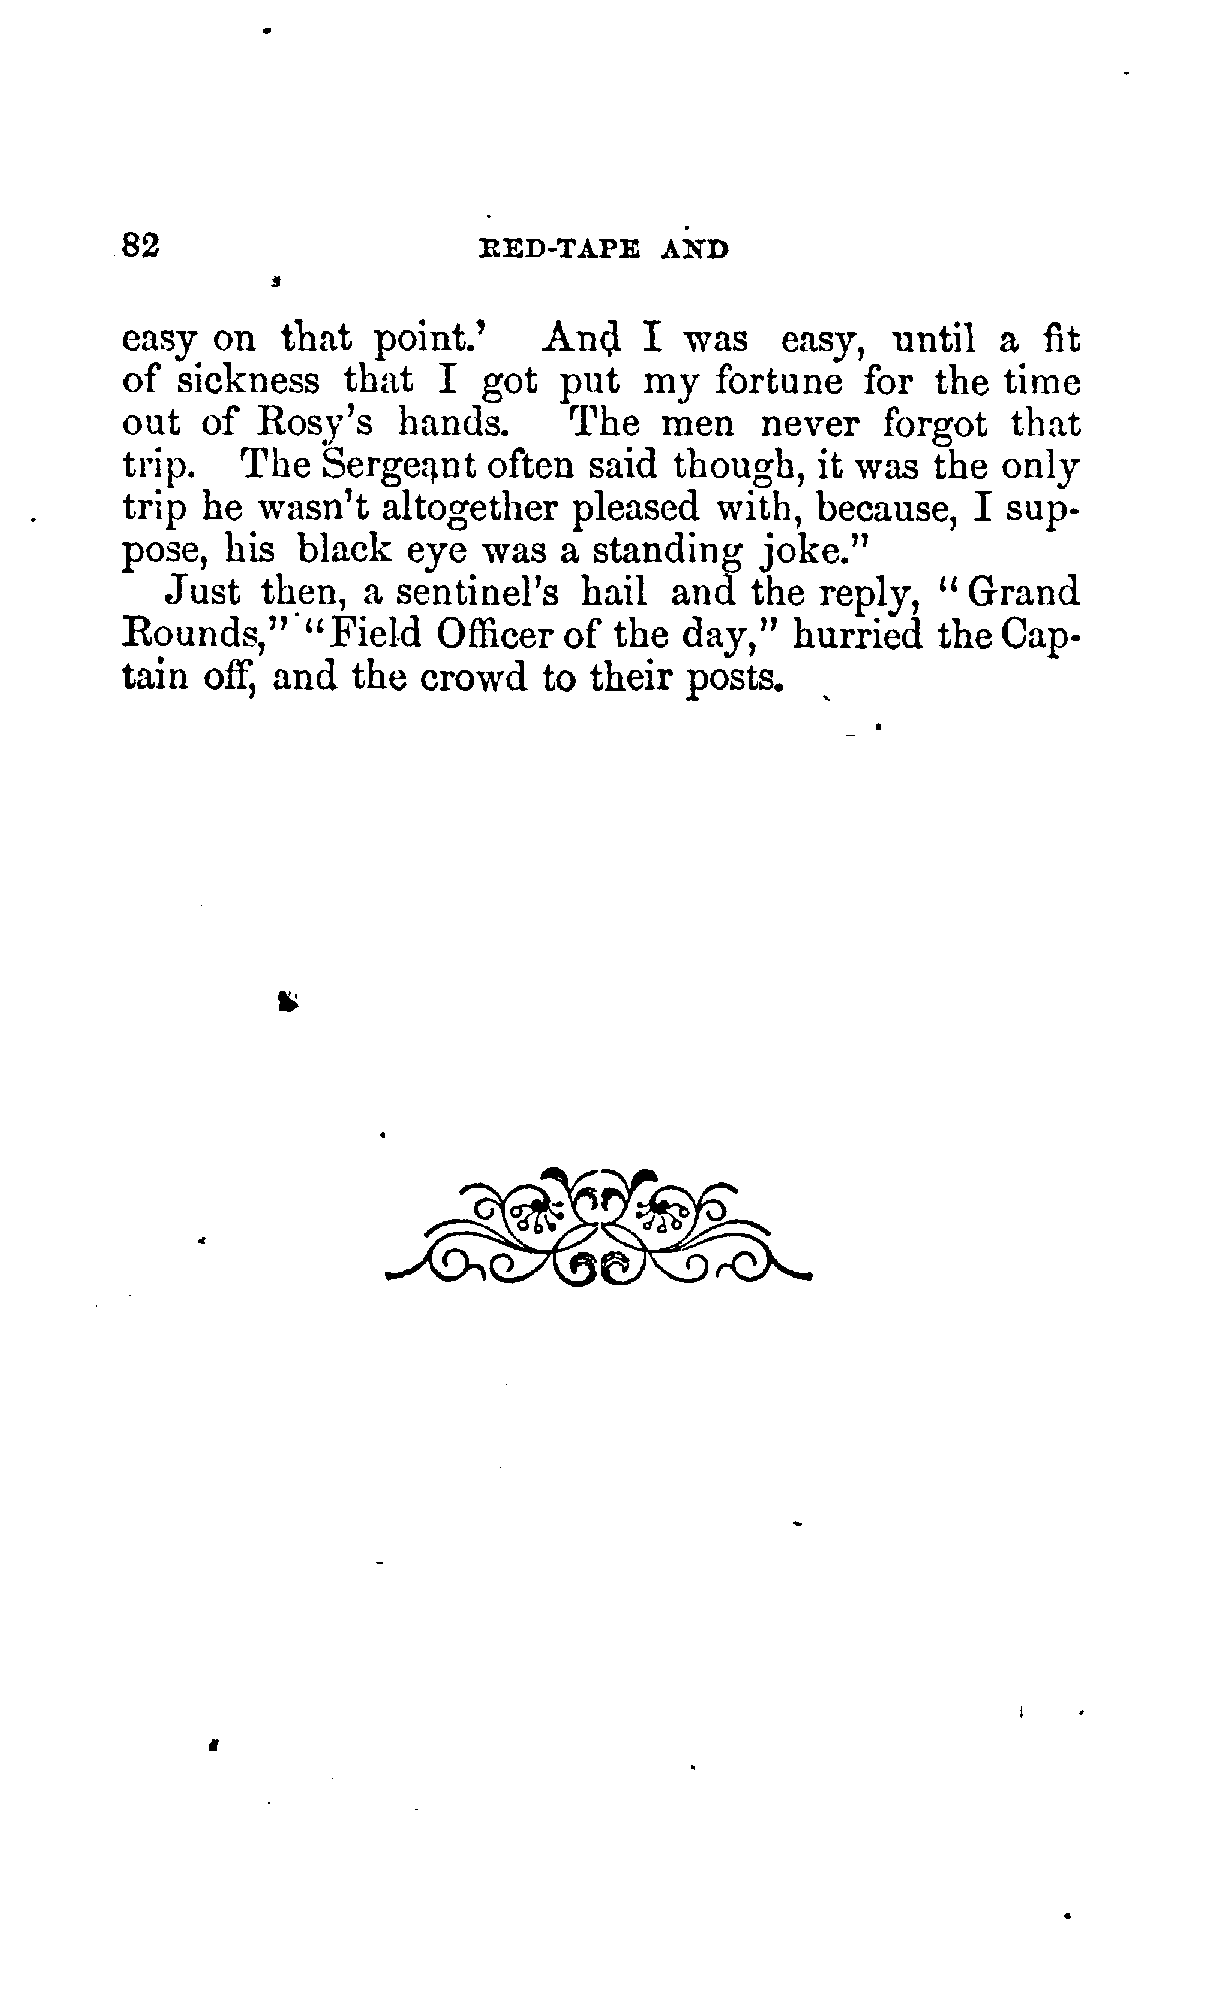 82 RED-TAPE AND
easy on that point.' And I was easy, until a fit
of sickness that I got put my fortune for the time
out of Rosy's hands. The men never forgot that
trip. The Sergeant often said though, it was the only
trip he wasn't altogether pleased with, because, I sup-
pose, his black eye was a standing joke."
Just then, a sentinel's hail and the reply, "Grand
Rounds," "Field Officer of the day," hurried the Cap-
tain off, and the crowd to their posts.